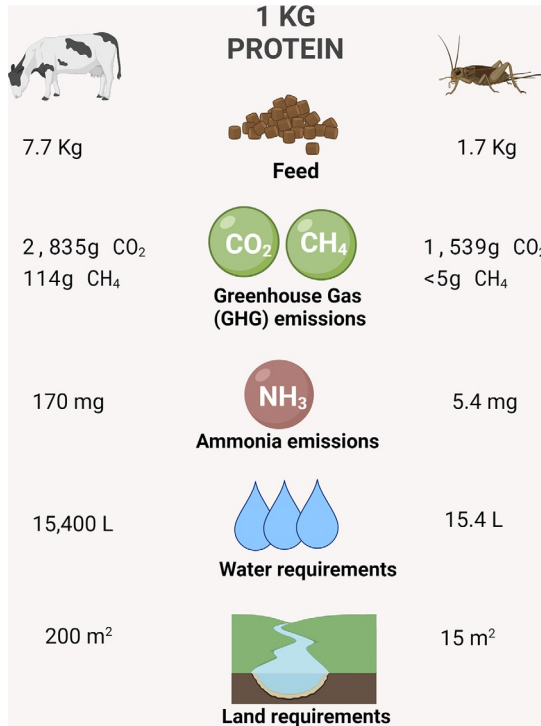 1 KG
PROTEIN
7.7 Kg
Feed
1.7 Kg
CO₂ CH₄
2,835g CO₂
114g CH₄
Greenhouse Gas
(GHG) emissions
1,539g CO₂
<5g CH₄
170 mg
NH₃
Ammonia emissions
5.4 mg
15,400 L
Water requirements
15.4 L
200 m²
Land requirements
15 m²